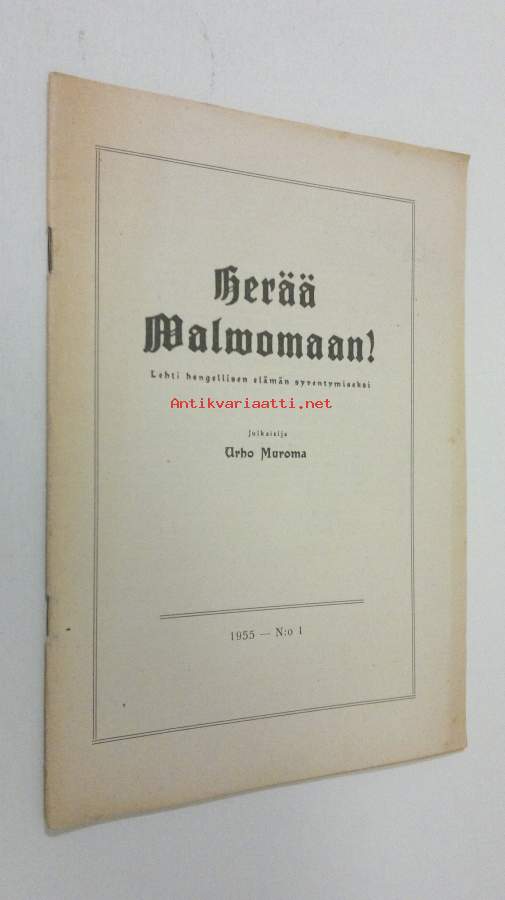 Herää
Walwomaan!
Lehti hengellisen elämän syventymiseksi
Antikvariaatti.net
Julkaisija
Urho Muroma
1955 — N:o 1